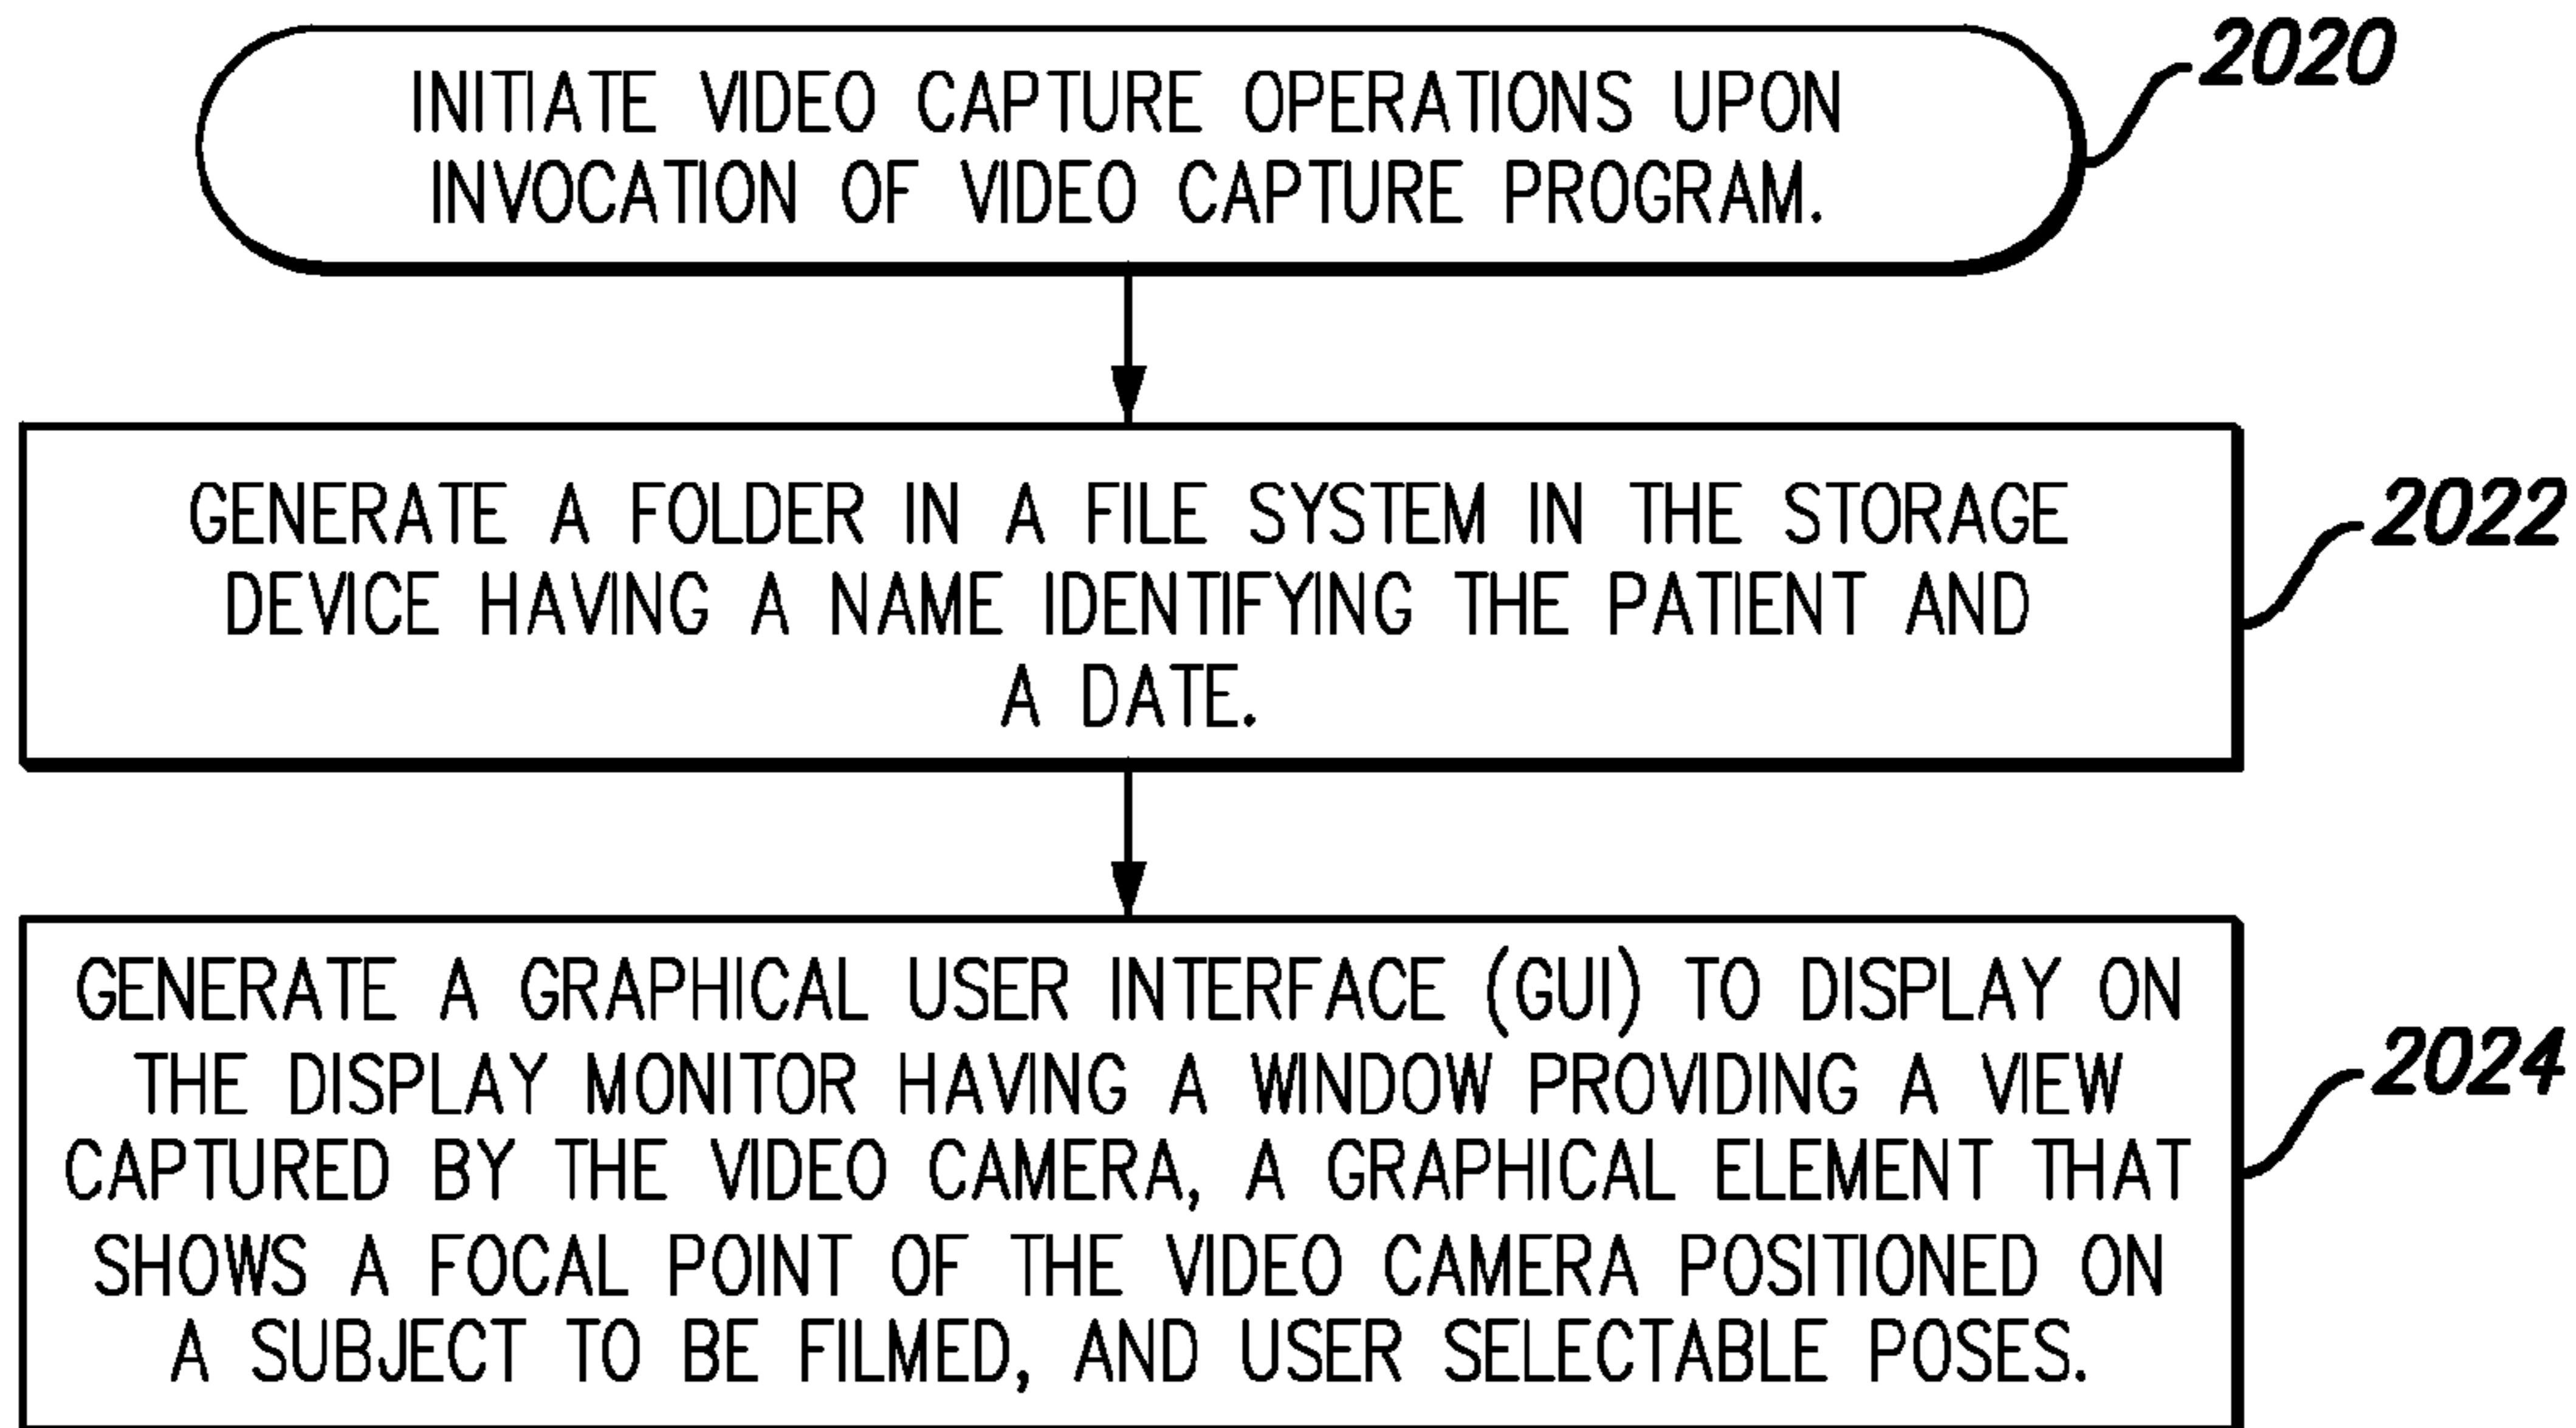 INITIATE VIDEO CAPTURE OPERATIONS UPON
INVOCATION OF VIDEO CAPTURE PROGRAM.
2020
GENERATE A FOLDER IN A FILE SYSTEM IN THE STORAGE
DEVICE HAVING A NAME IDENTIFYING THE PATIENT AND
A DATE.
2022
GENERATE A GRAPHICAL USER INTERFACE (GUI) TO DISPLAY ON
THE DISPLAY MONITOR HAVING A WINDOW PROVIDING A VIEW
CAPTURED BY THE VIDEO CAMERA, A GRAPHICAL ELEMENT THAT
SHOWS A FOCAL POINT OF THE VIDEO CAMERA POSITIONED ON
A SUBJECT TO BE FILMED, AND USER SELECTABLE POSES.
2024